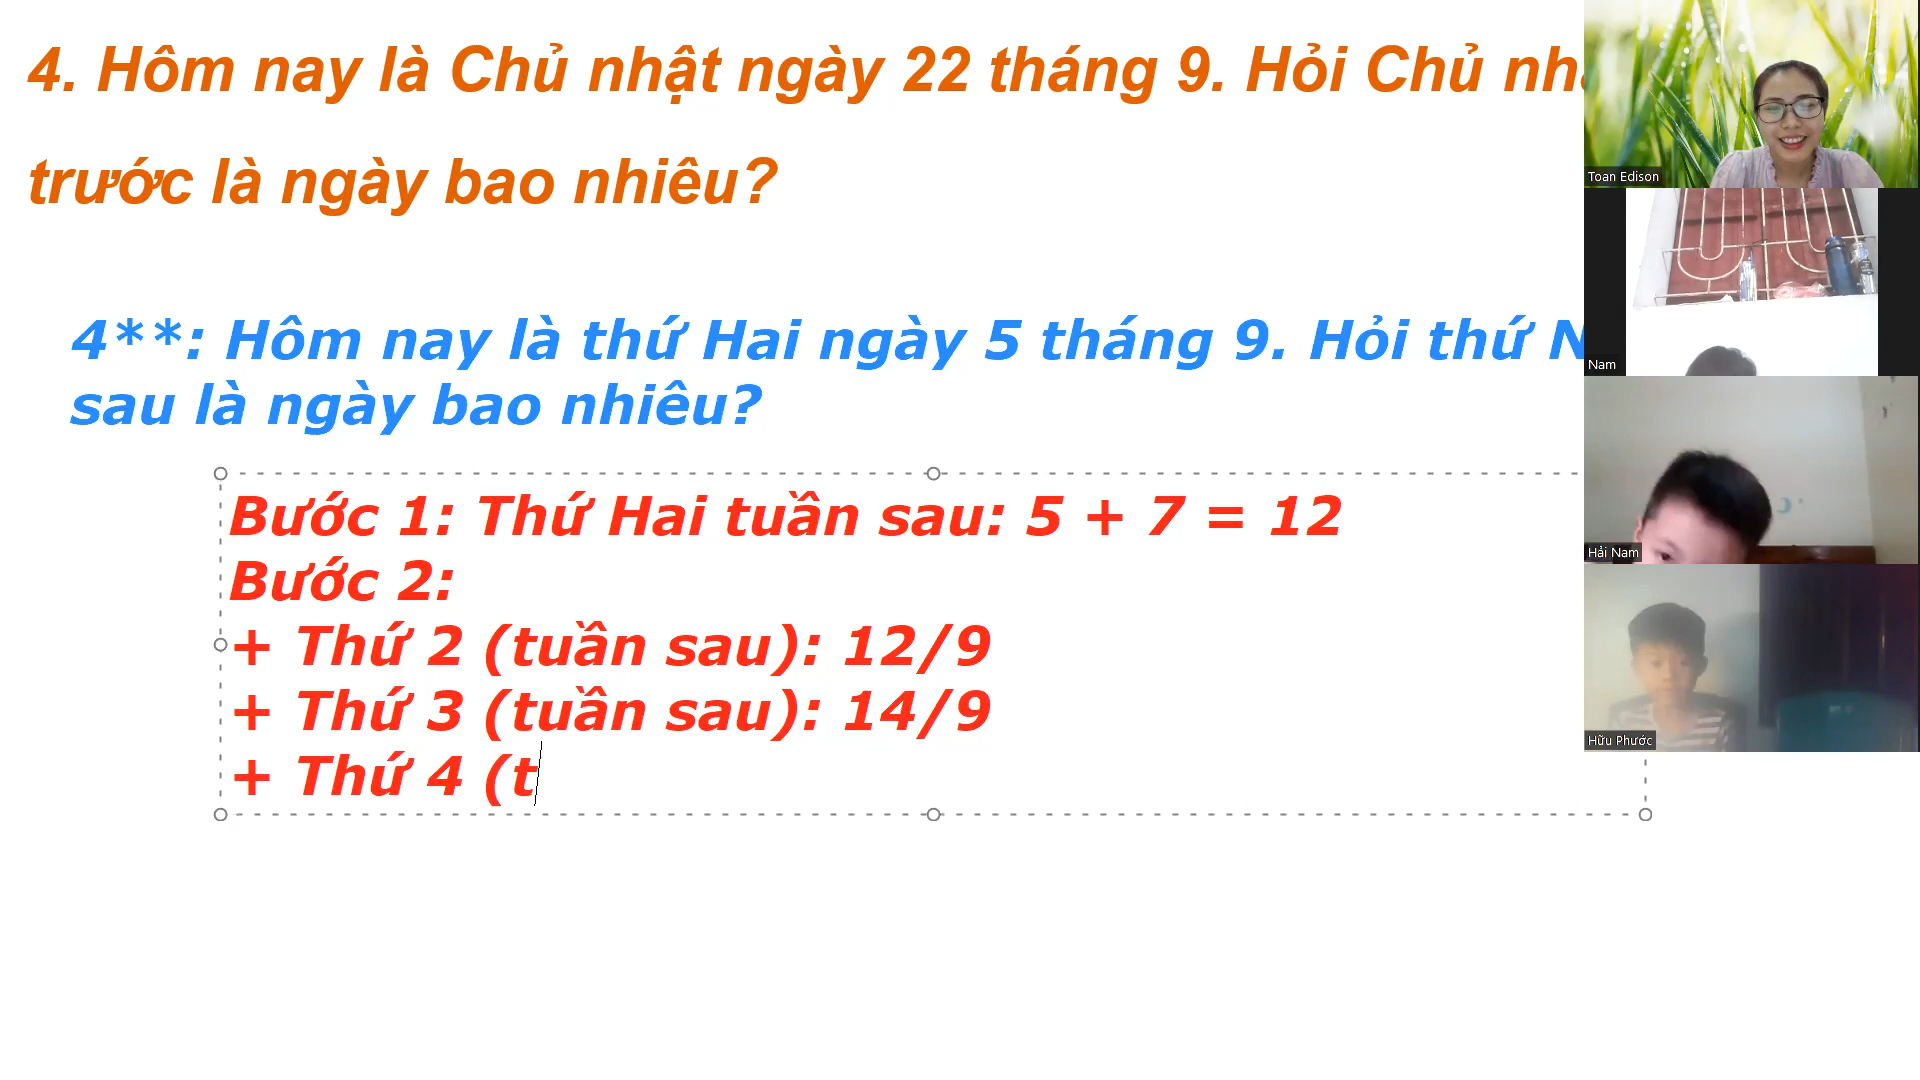 4. Hôm nay là Chủ nhật ngày 22 tháng 9. Hỏi Chủ
trước là ngày bao nhiêu?
4**: Hôm nay là thứ Hai ngày 5 tháng 9. Hỏi thứ
sau là ngày bao nhiêu?
Bước 1: Thứ Hai tuần sau: 5 + 7 = 12
Bước 2:
+ Thứ 2 (tuần sau): 12/9
+ Thứ 3 (tuần sau): 14/9
+ Thứ 4 (t
Toan Edison
Nam
Hải Nam
Hữu Phước